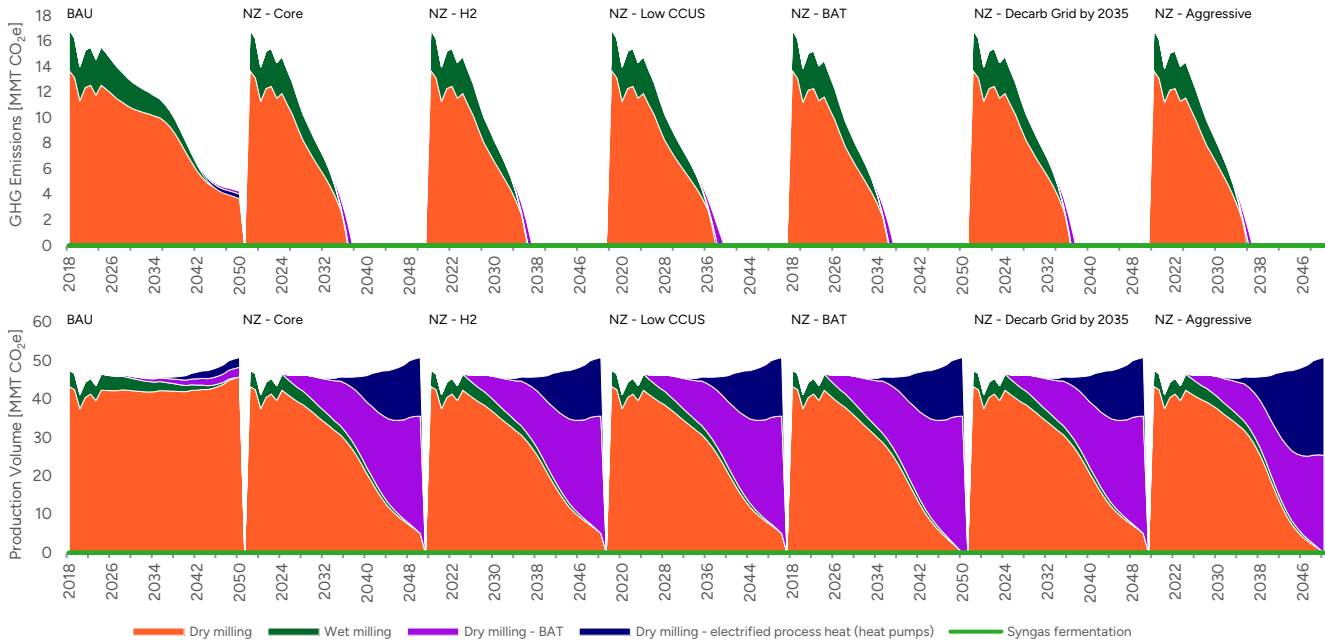 BAU
NZ - Core
NZ - H2
NZ - Low CCUS
NZ - BAT
NZ - Decarb Grid by 2035
NZ - Aggressive
GHG Emissions [MMT CO₂e]
18
16
14
12
10
8
6
4
2
0
2018 2026 2034 2042 2050 2024 2032 2040 2048 2022 2030 2038 2046 2020 2028 2036 2044 2018 2026 2034 2042 2050 2024 2032 2040 2048 2022 2030 2038 2046
BAU
NZ - Core
NZ - H2
NZ - Low CCUS
NZ - BAT
NZ - Decarb Grid by 2035
NZ - Aggressive
Production Volume [MMT CO₂e]
60
50
40
30
20
10
0
2018 2026 2034 2042 2050 2024 2032 2040 2048 2022 2030 2038 2046 2020 2028 2036 2044 2018 2026 2034 2042 2050 2024 2032 2040 2048 2022 2030 2038 2046
Dry milling
Wet milling
Dry milling - BAT
Dry milling - electrified process heat (heat pumps)
Syngas fermentation